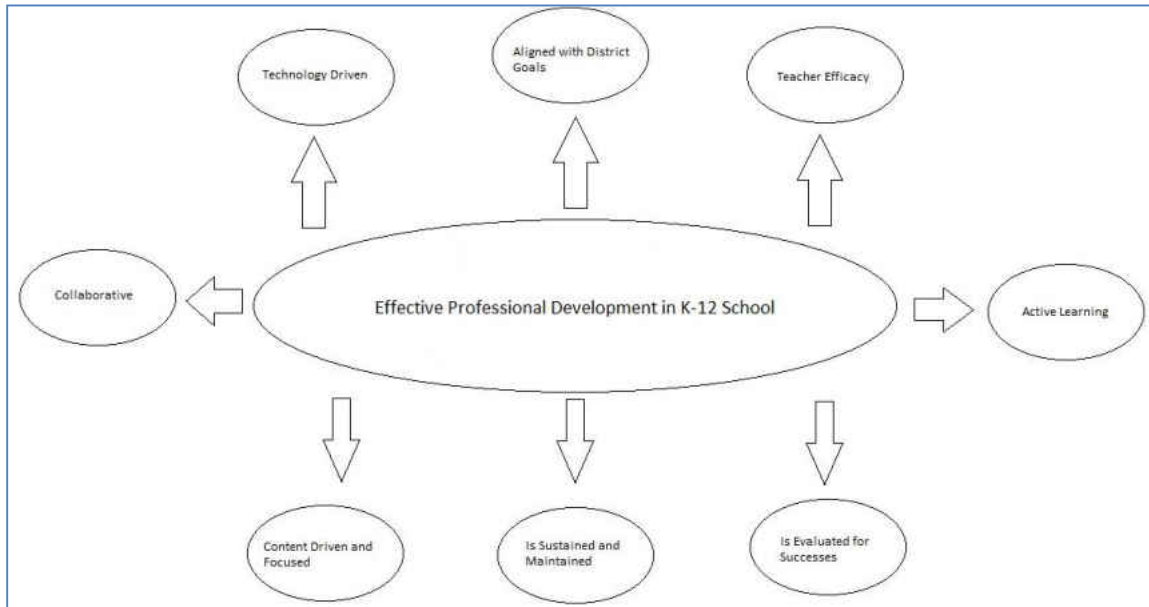 Aligned with District
Goals
Technology Driven
Teacher Efficacy
Collaborative
Effective Professional Development in K-12 School
Active Learning
Content Driven and
Focused
Is Sustained and
Maintained
Is Evaluated for
Successes